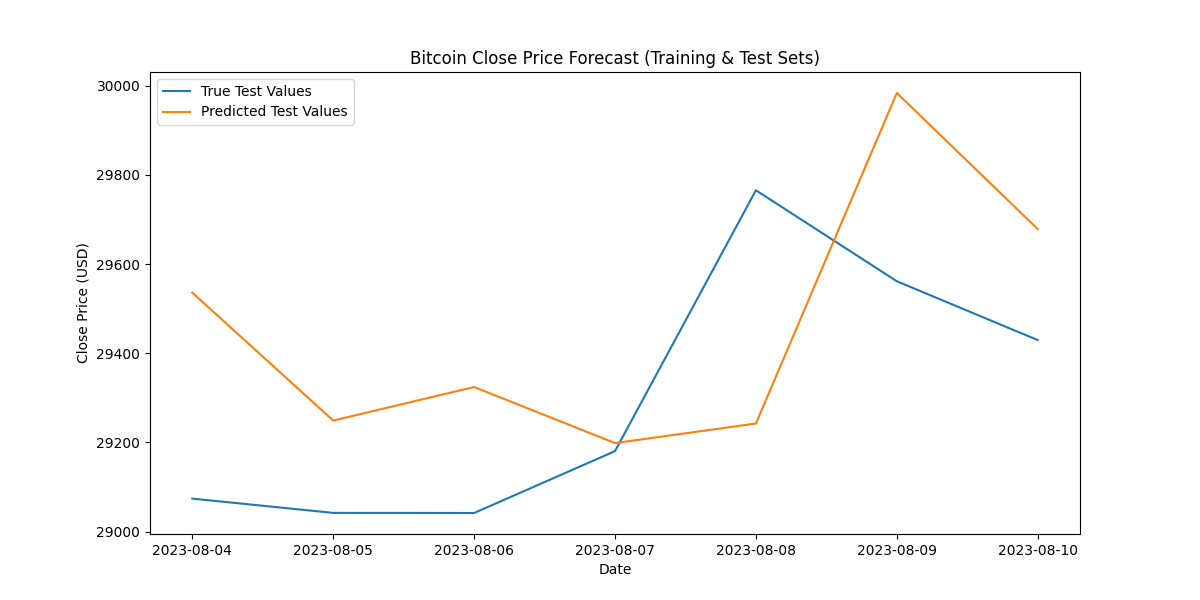 Bitcoin Close Price Forecast (Training & Test Sets)
True Test Values
Predicted Test Values
30000
29800
29600
29400
29200
29000
Close Price (USD)
2023-08-04 2023-08-05 2023-08-06 2023-08-07 2023-08-08 2023-08-09 2023-08-10
Date